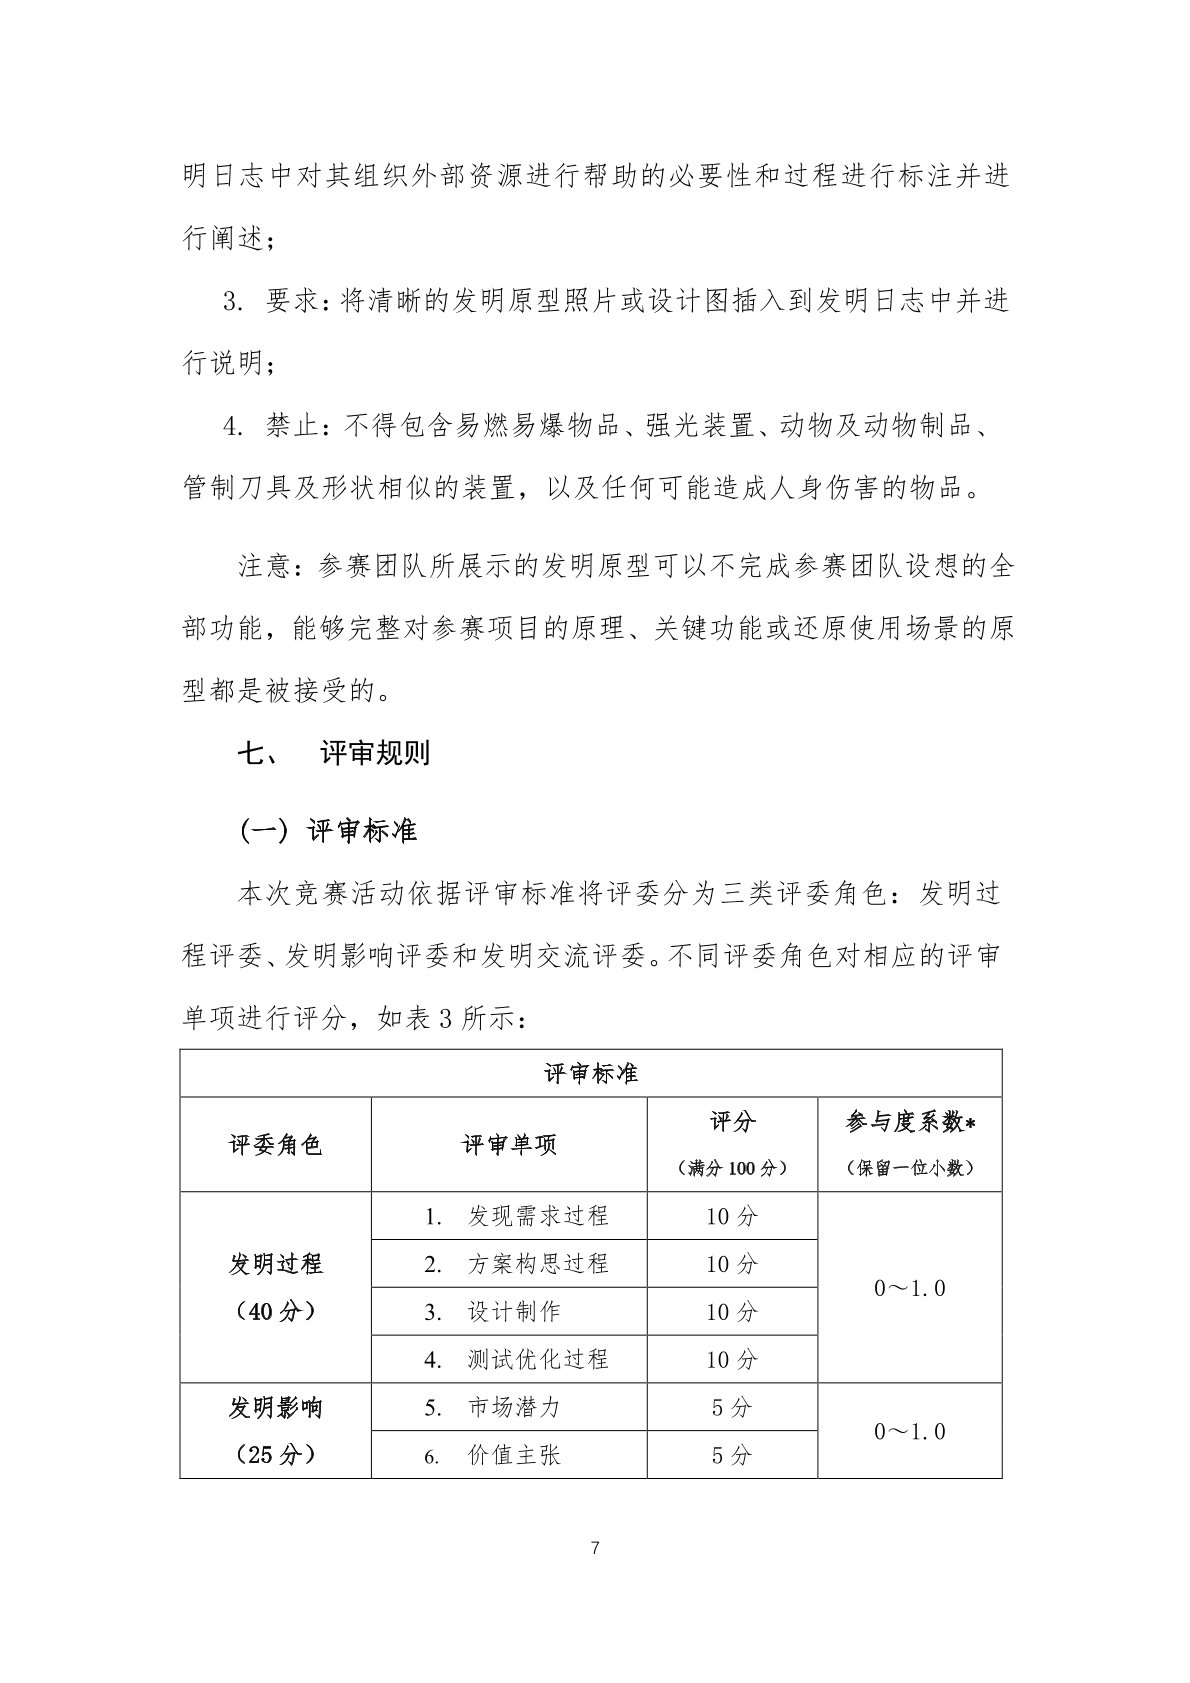 明日志中对其组织外部资源进行帮助的必要性和过程进行标注并进
行阐述；
3. 要求：将清晰的发明原型照片或设计图插入到发明日志中并进
行说明；
4. 禁止：不得包含易燃易爆物品、强光装置、动物及动物制品、
管制刀具及形状相似的装置，以及任何可能造成人身伤害的物品。
注意：参赛团队所展示的发明原型可以不完成参赛团队设想的全
部功能，能够完整对参赛项目的原理、关键功能或还原使用场景的原
型都是被接受的。
七、 评审规则
(一) 评审标准
本次竞赛活动依据评审标准将评委分为三类评委角色：发明过
程评委、发明影响评委和发明交流评委。不同评委角色对相应的评审
单项进行评分，如表 3 所示：
评审标准
评委角色 评审单项 评分 （满分 100 分） 参与度系数* （保留一位小数）
发明过程 （40 分） 1. 发现需求过程 10 分 0～1.0
2. 方案构思过程 10 分
3. 设计制作 10 分
4. 测试优化过程 10 分
发明影响 （25 分） 5. 市场潜力 5 分 0～1.0
6. 价值主张 5 分
7